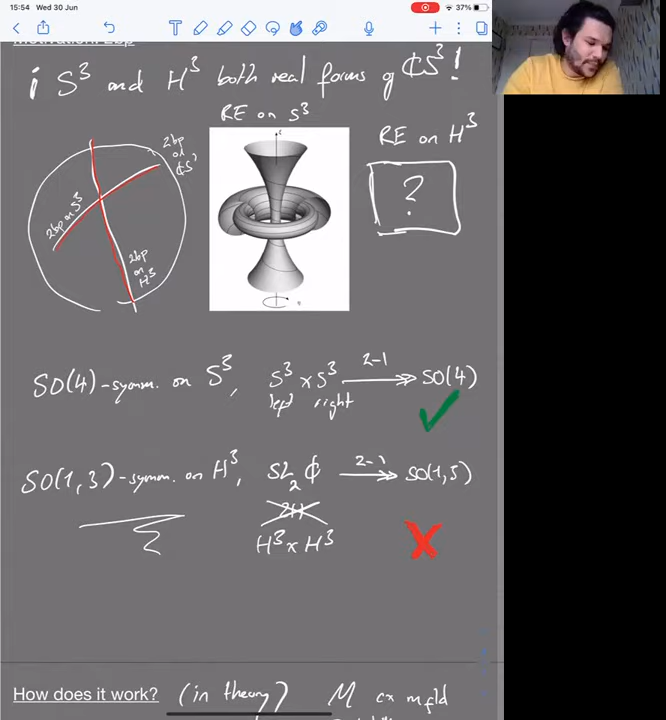 15:54 Wed 30 Jun
37%
Motivation: 2bp
¡ S³ and H³ both real forms of ℂS³!
RE on S³
RE on H³
2bp of ℂS³
2bp on S³
2bp on H³
?
SO(4)-symm. on S³, S³ × S³ 2-1 SO(4)
left right
SO(1,3)-symm. on H³, SL₂ℂ 2-1 SO(1,3)
H³ × H³
X
How does it work? (in theory) M cx mfld